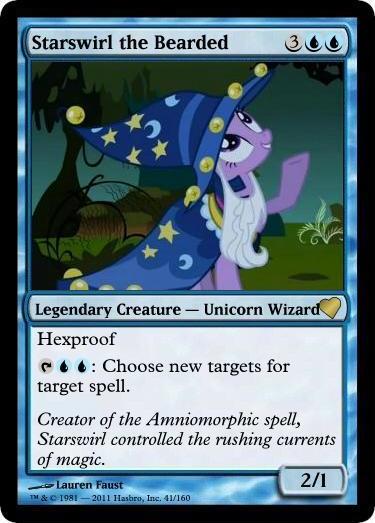 Starswirl the Bearded 3
Legendary Creature — Unicorn Wizard
Hexproof
: Choose new targets for
target spell.
Creator of the Amniomorphic spell,
Starswirl controlled the rushing currents
of magic.
2/1
Lauren Faust
™ & © 1981 — 2011 Hasbro, Inc. 41/160